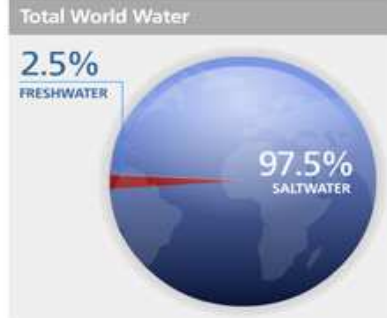 Total World Water
2.5%
FRESHWATER
97.5%
SALTWATER